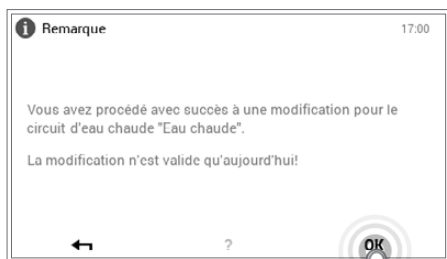 i Remarque 17:00
Vous avez procédé avec succès à une modification pour le
circuit d'eau chaude "Eau chaude".
La modification n'est valide qu'aujourd'hui!
? OK